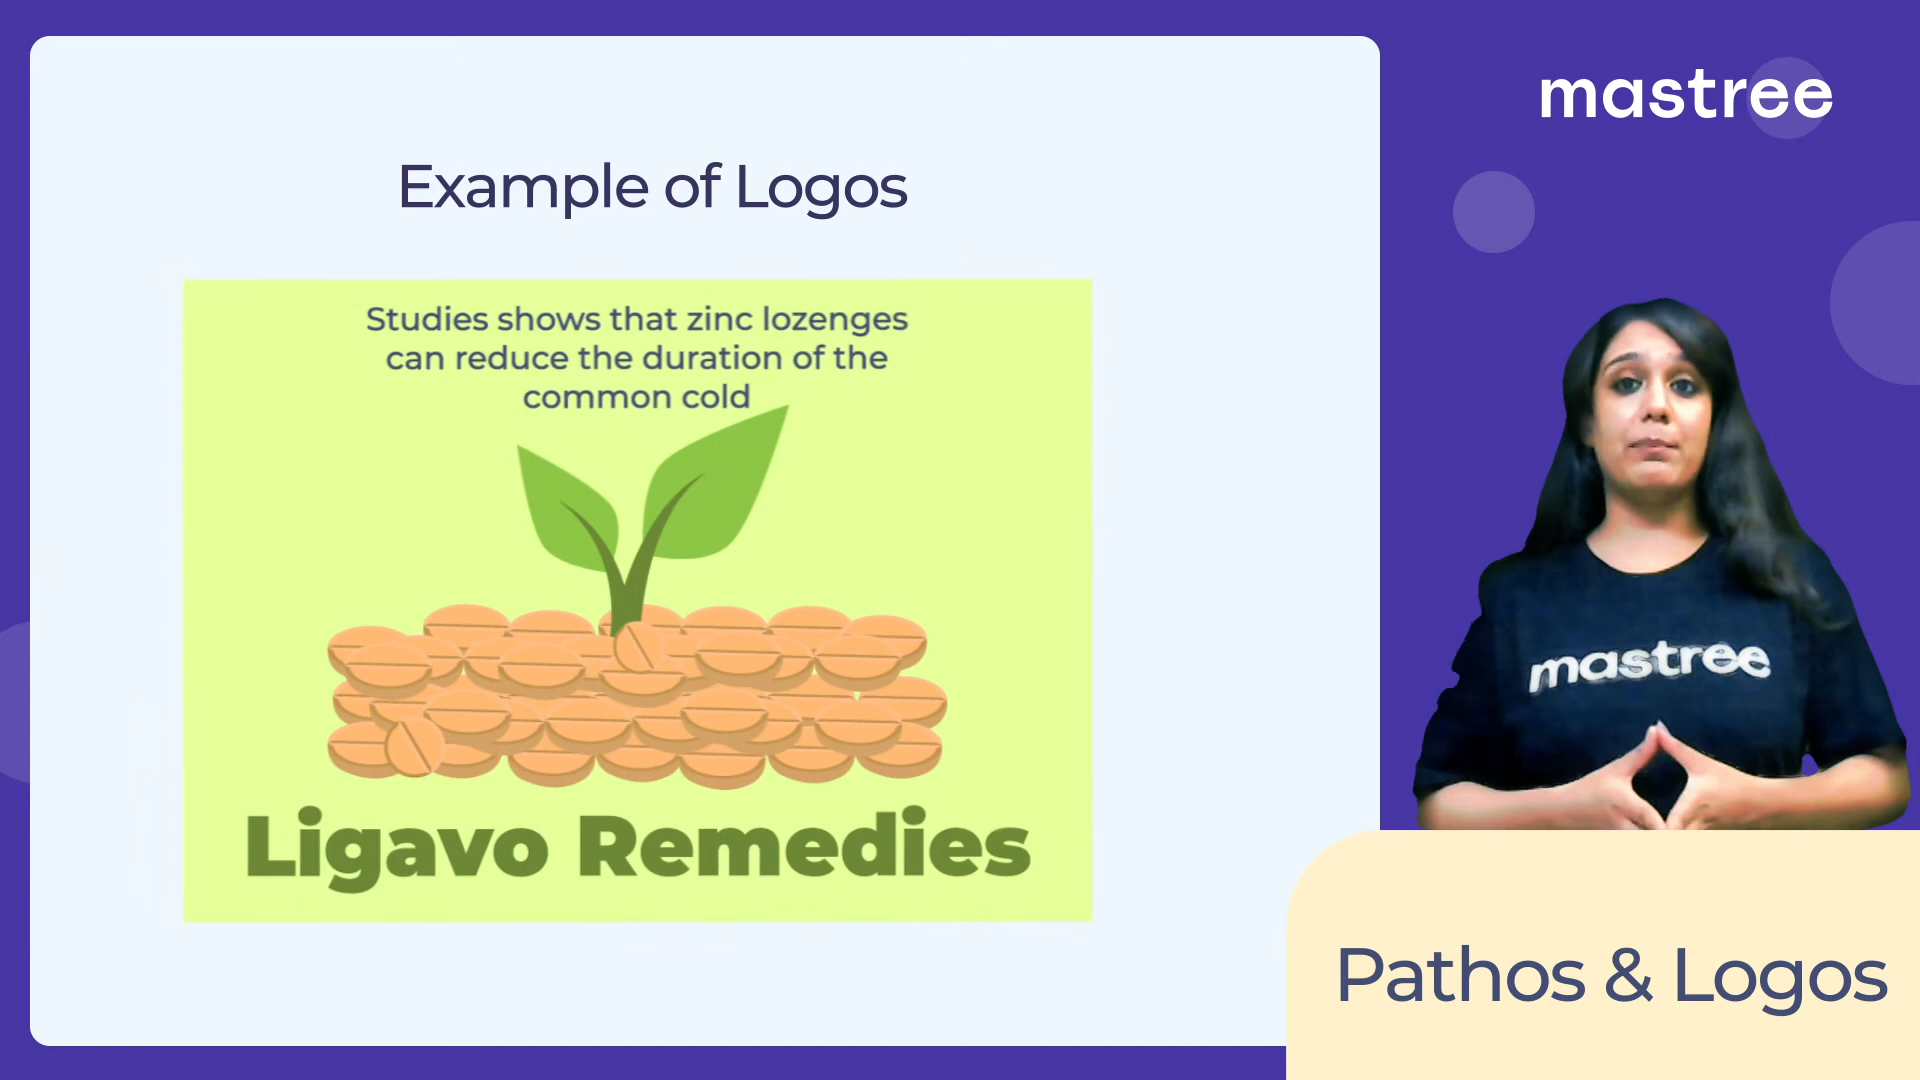 mastree
Example of Logos
Studies shows that zinc lozenges
can reduce the duration of the
common cold
Ligavo Remedies
mastree
Pathos & Logos